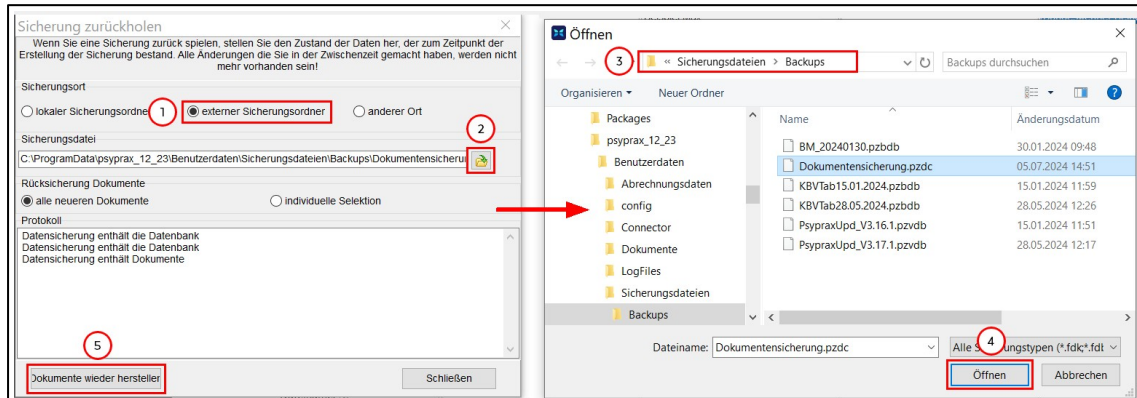 Sicherung zurückholen
Wenn Sie eine Sicherung zurück spielen, stellen Sie den Zustand der Daten her, der zum Zeitpunkt der
Erstellung der Sicherung bestand. Alle Änderungen die Sie in der Zwischenzeit gemacht haben, werden nicht
mehr vorhanden sein!
Sicherungsort
lokaler Sicherungsordne
1
externer Sicherungsordner
anderer Ort
2
Sicherungsdatei
C:\ProgramData\psyprax_12_23\Benutzerdaten\Sicherungsdateien\Backups\Dokumentensicherun
Rücksicherung Dokumente
alle neueren Dokumente
individuelle Selektion
Protokoll
Datensicherung enthält die Datenbank
Datensicherung enthält die Datenbank
Datensicherung enthält Dokumente
5
Dokumente wieder hersteller
Schließen
Öffnen
3
« Sicherungsdateien > Backups
Backups durchsuchen
Organisieren
Neuer Ordner
Packages
psyprax_12_23
Benutzerdaten
Abrechnungsdaten
config
Connector
Dokumente
LogFiles
Sicherungsdateien
Backups
Name Änderungsdatum
BM_20240130.pzbdb 30.01.2024 09:48
Dokumentensicherung.pzdc 05.07.2024 14:51
KBVTab15.01.2024.pzbdb 15.01.2024 11:59
KBVTab28.05.2024.pzbdb 28.05.2024 12:26
PsypraxUpd_V3.16.1.pzvdb 15.01.2024 11:51
PsypraxUpd_V3.17.1.pzvdb 28.05.2024 12:17
Dateiname: Dokumentensicherung.pzdc
Alle S
4
ungstypen (*.fdk;*.fdt
Öffnen
Abbrechen